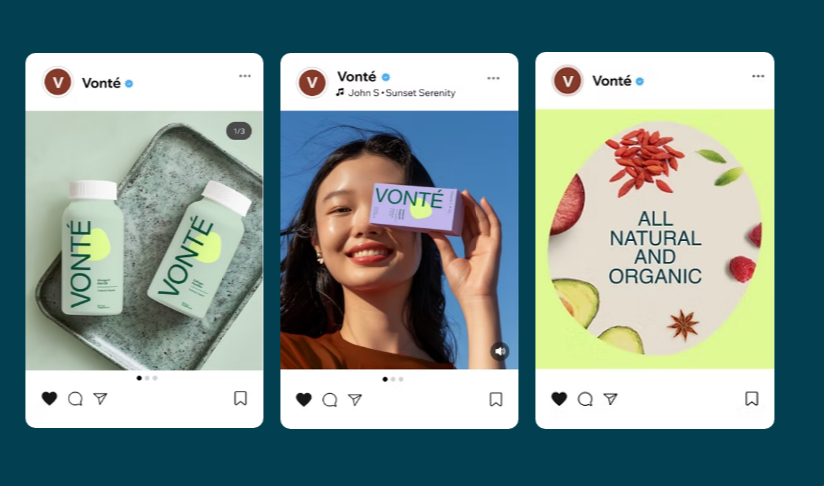 V Vonté
1/3
VONTÉ
VONTÉ
V Vonté
John S • Sunset Serenity
VONTÉ
V Vonté
ALL
NATURAL
AND
ORGANIC